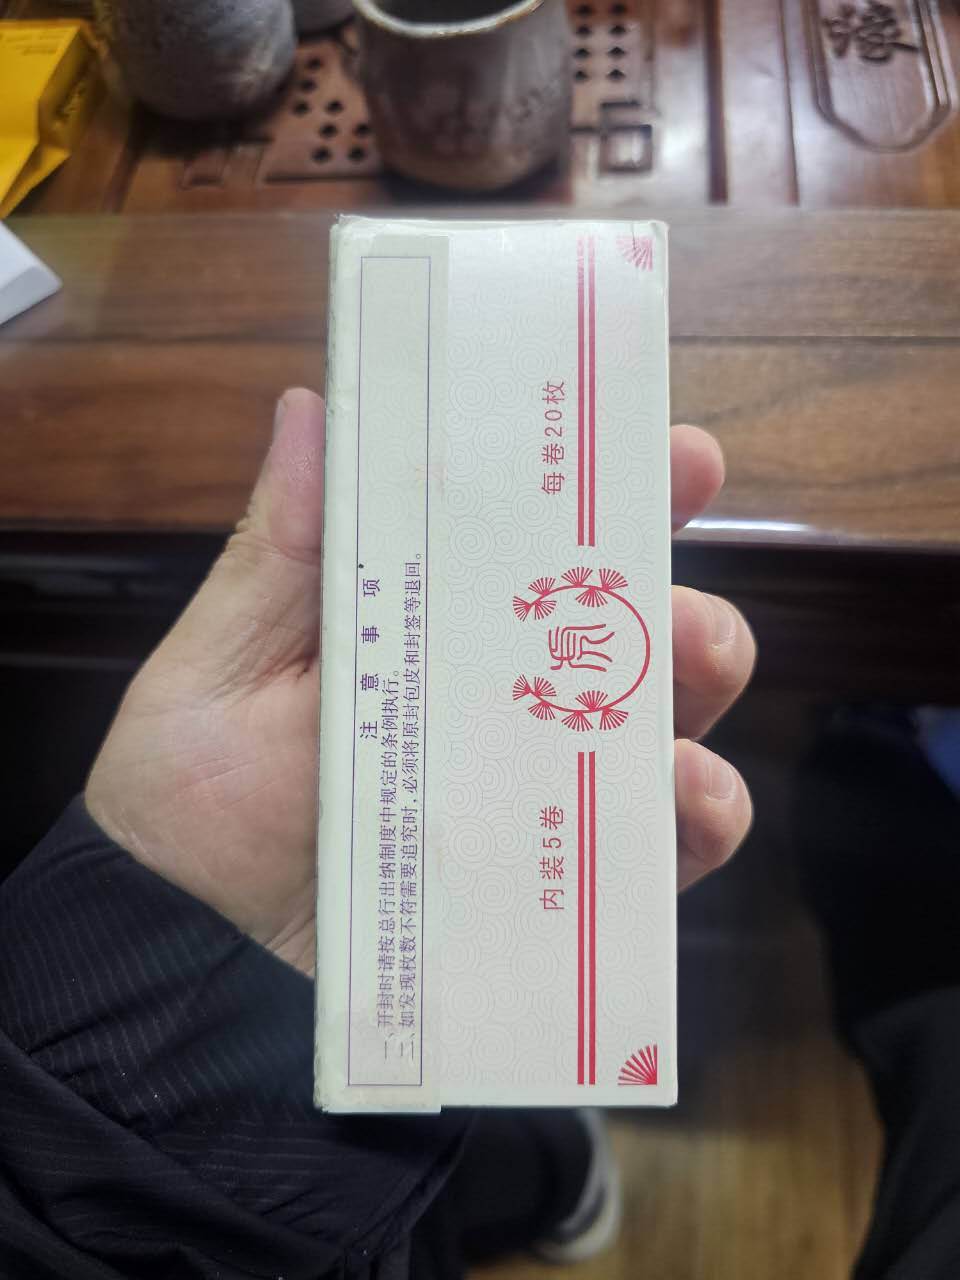 注意事项
一、开封时请按总行出纳制度中规定的条例执行。
二、如发现枚数不符需要追究时，必须将原封包皮和封签等退回。
内装5卷
虎
每卷20枚